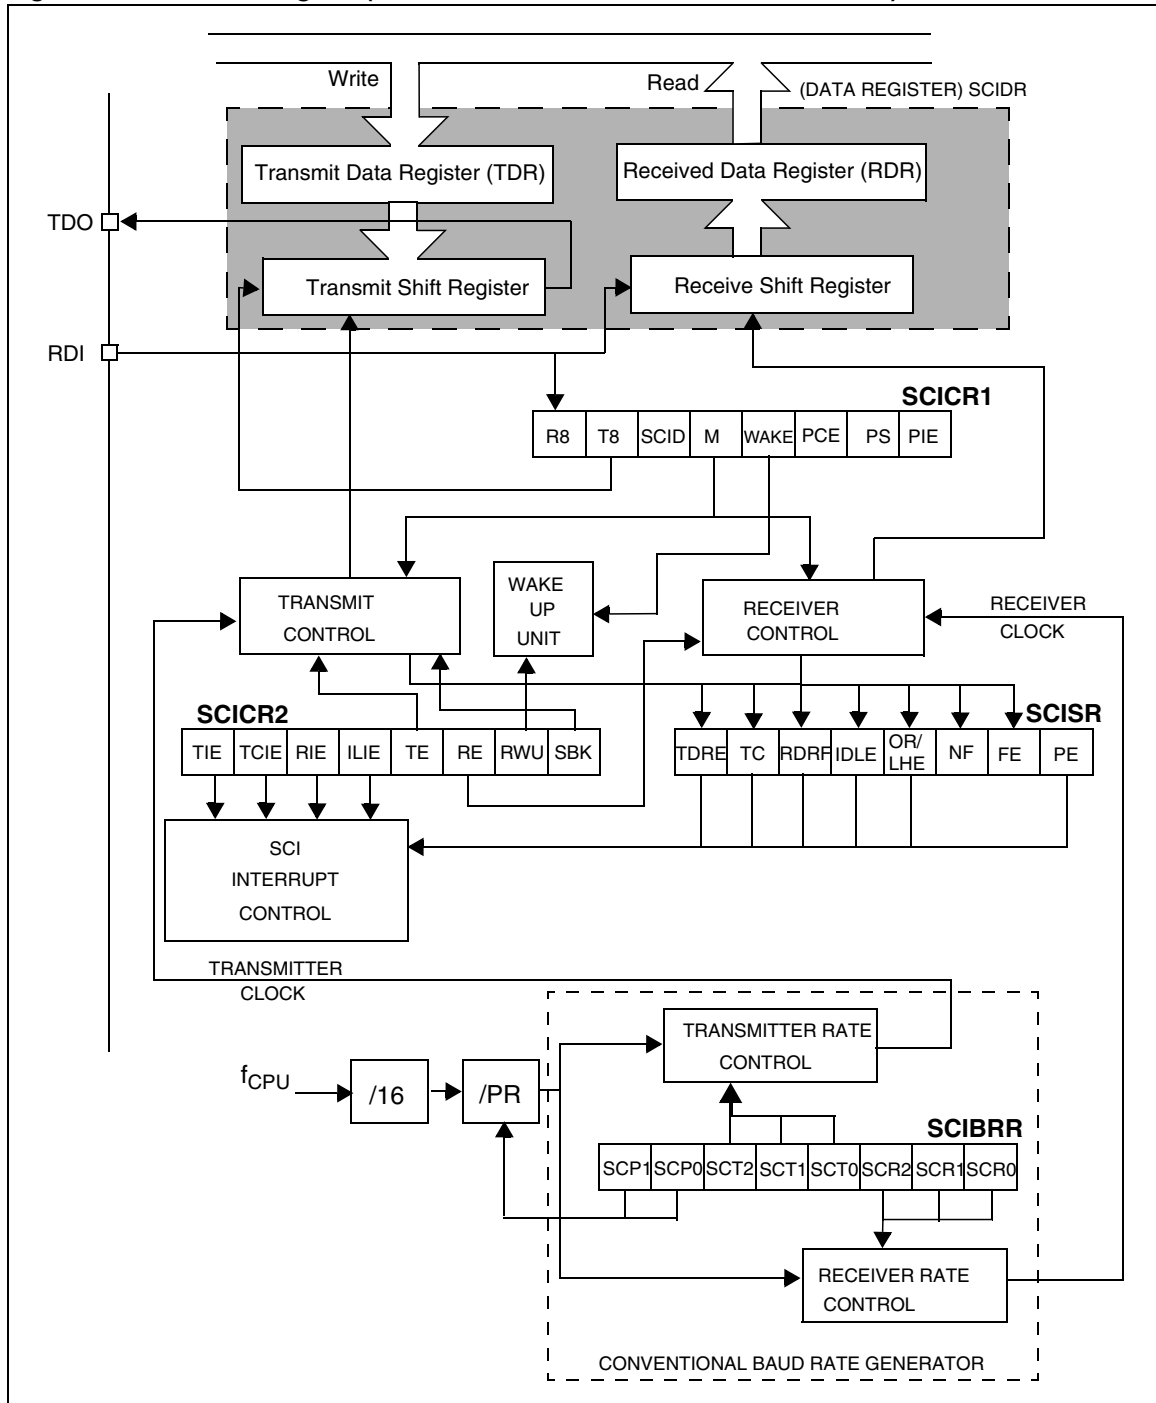 Write
Read
(DATA REGISTER) SCIDR
Transmit Data Register (TDR)
Received Data Register (RDR)
TDO
Transmit Shift Register
Receive Shift Register
RDI
SCICR1
R8 T8 SCID M WAKE PCE PS PIE
TRANSMIT
CONTROL
WAKE
UP
UNIT
RECEIVER
CONTROL
RECEIVER
CLOCK
SCICR2
SCISR
TIE TCIE RIE ILIE TE RE RWU SBK
TDRE TC RDRF IDLE OR/
LHE NF FE PE
SCI
INTERRUPT
CONTROL
TRANSMITTER
CLOCK
TRANSMITTER RATE
CONTROL
fCPU
/16
/PR
SCIBRR
SCP1 SCP0 SCT2 SCT1 SCT0 SCR2 SCR1 SCR0
RECEIVER RATE
CONTROL
CONVENTIONAL BAUD RATE GENERATOR